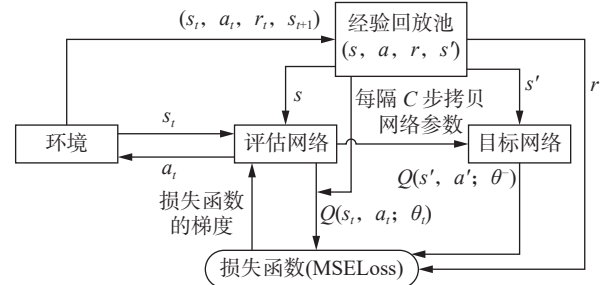 (s_t, a_t, r_t, s_{t+1})
经验回放池
(s, a, r, s′)
s
每隔 C 步拷贝
网络参数
s′
r
环境
s_t
a_t
评估网络
目标网络
Q(s′, a′; θ⁻)
损失函数
的梯度
Q(s_t, a_t; θ_t)
损失函数(MSELoss)